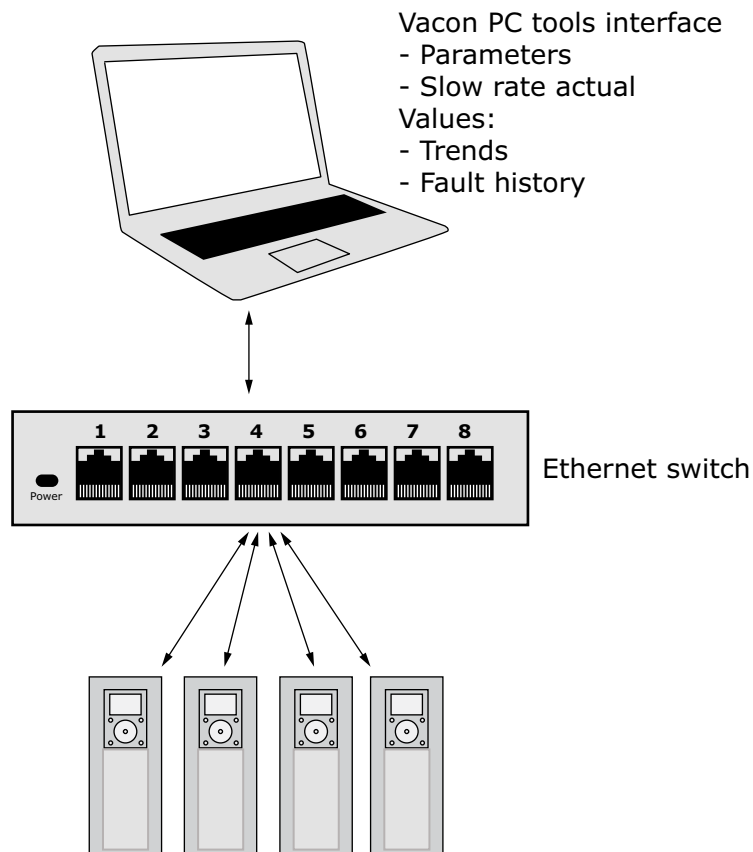 Vacon PC tools interface
- Parameters
- Slow rate actual
Values:
- Trends
- Fault history
1 2 3 4 5 6 7 8
Power
Ethernet switch